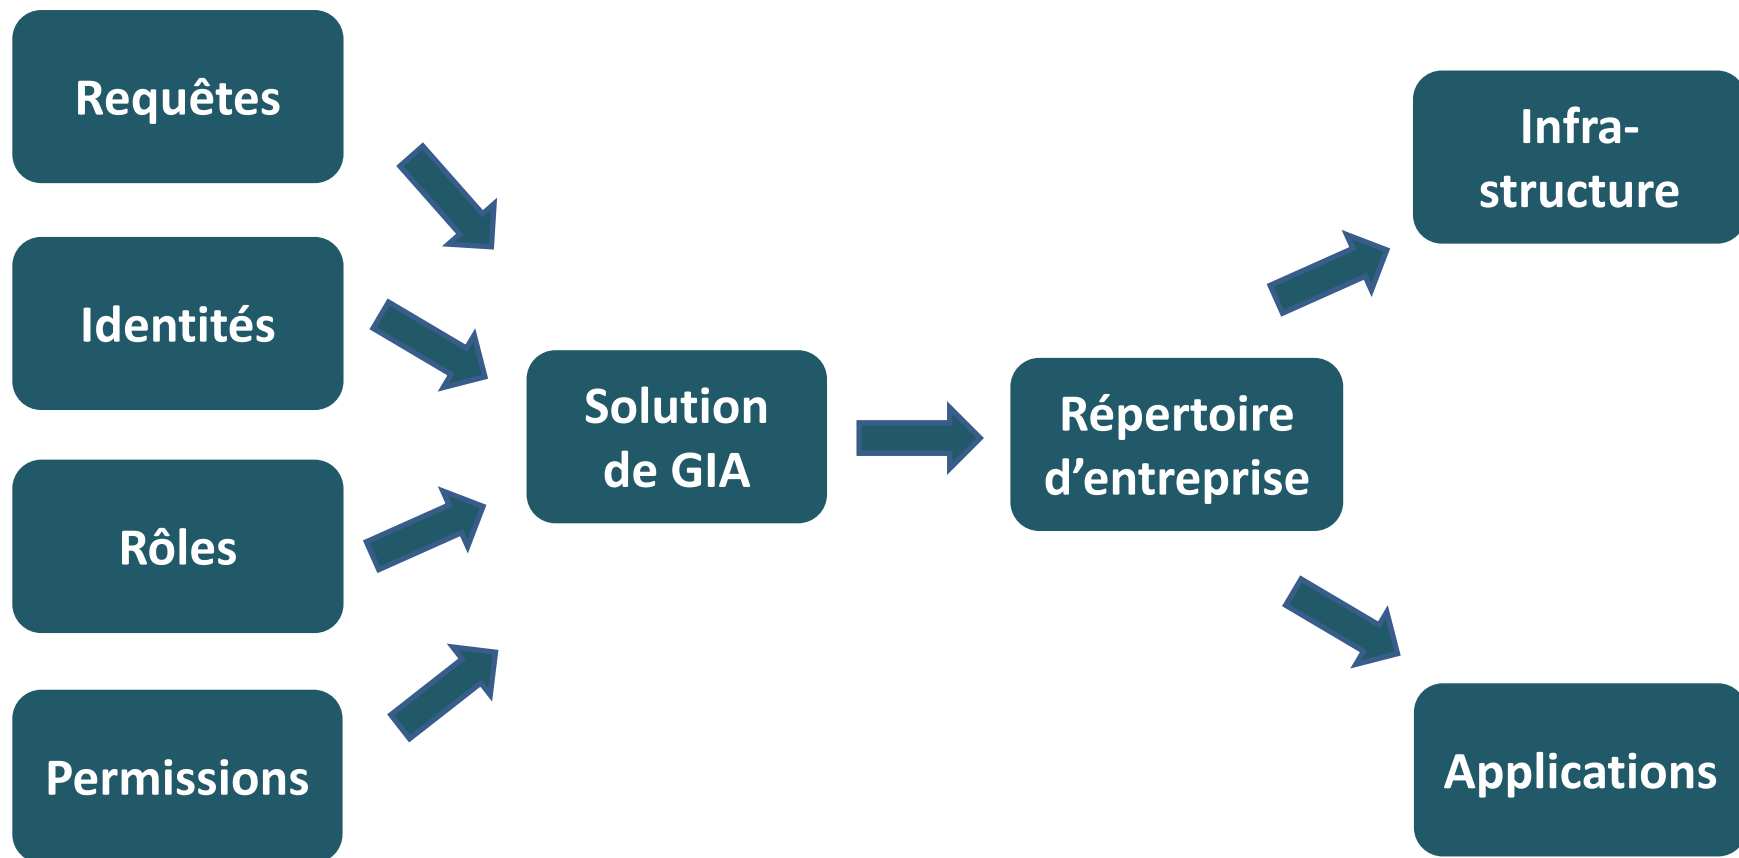 Requêtes
Identités
Rôles
Permissions
Solution
de GIA
Répertoire
d’entreprise
Infra-
structure
Applications